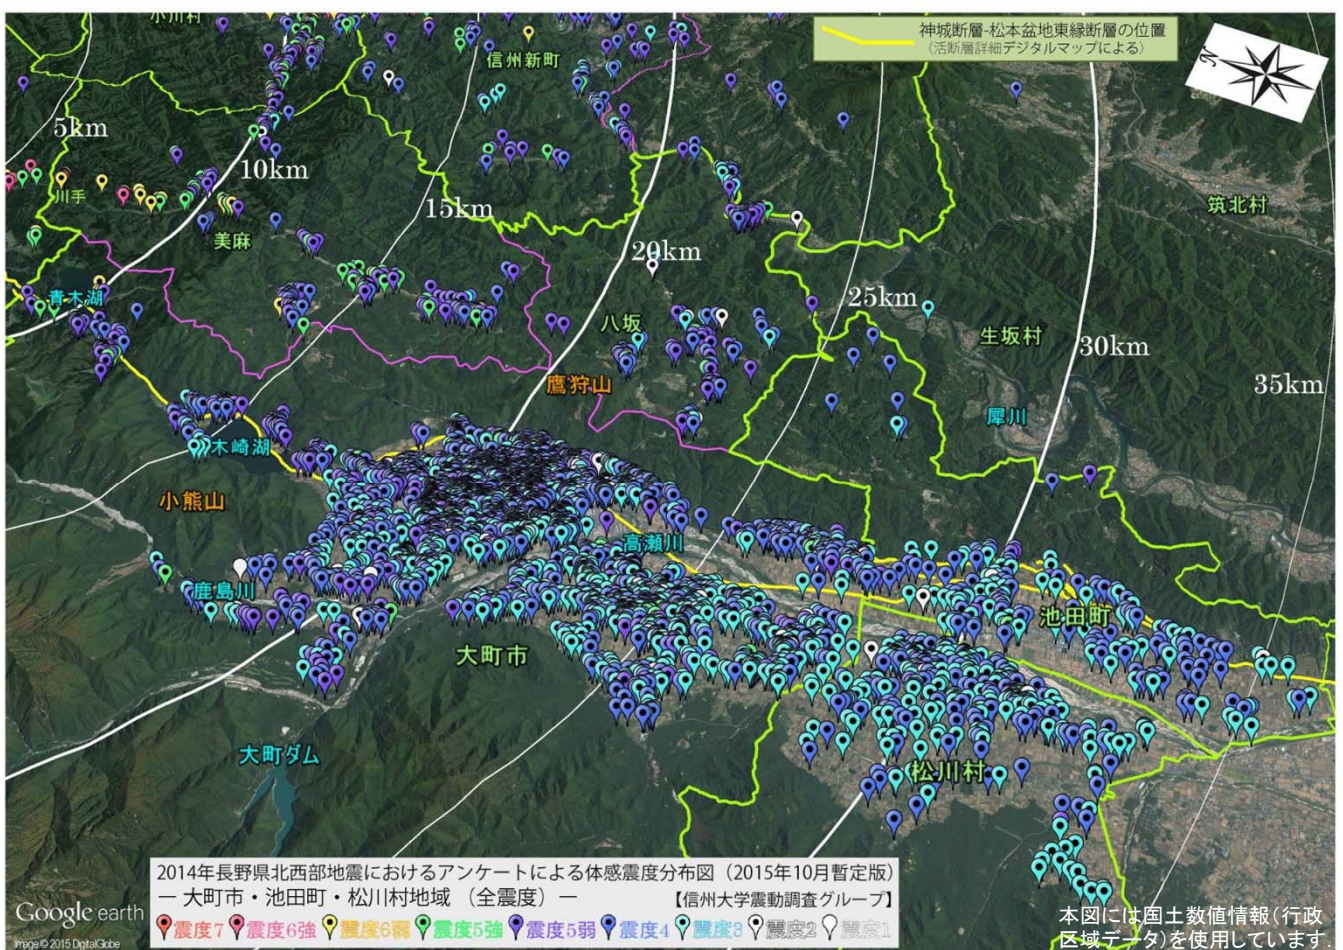 小川村
信州新町
神城断層-松本盆地東縁断層の位置
(活断層詳細デジタルマップによる)
N
5km
10km
15km
20km
25km
30km
35km
川手
美麻
筑北村
青木湖
八坂
生坂村
鷹狩山
犀川
木崎湖
小熊山
高瀬川
鹿島川
池田町
大町市
大町ダム
松川村
2014年長野県北西部地震におけるアンケートによる体感震度分布図(2015年10月暫定版)
― 大町市・池田町・松川村地域 (全震度)― 【信州大学震動調査グループ】
震度7 震度6強 震度6弱 震度5強 震度5弱 震度4 震度3 震度2 震度1
Google earth
Image © 2015 DigitalGlobe
本図には国土数値情報(行政
区域データ)を使用しています